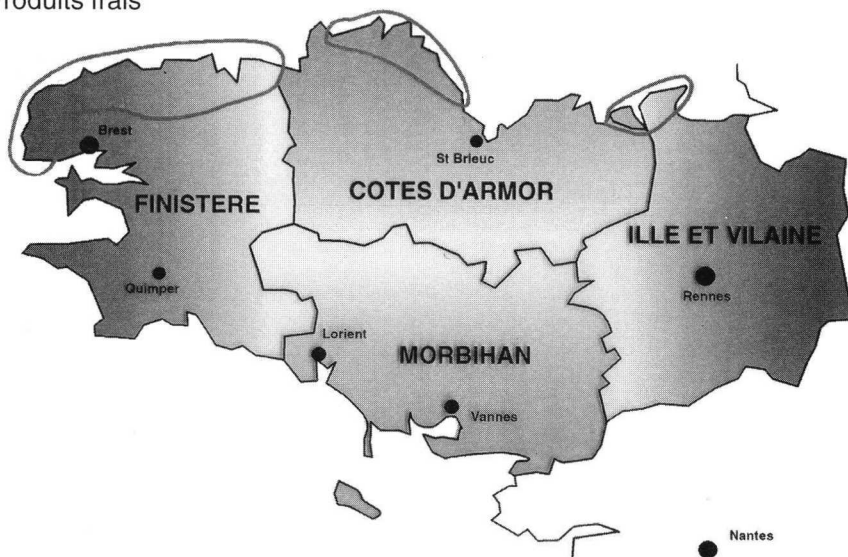 roduits frais
Brest
St Brieuc
COTES D'ARMOR
FINISTERE
ILLE ET VILAINE
Quimper
Rennes
Lorient
MORBIHAN
Vannes
Nantes